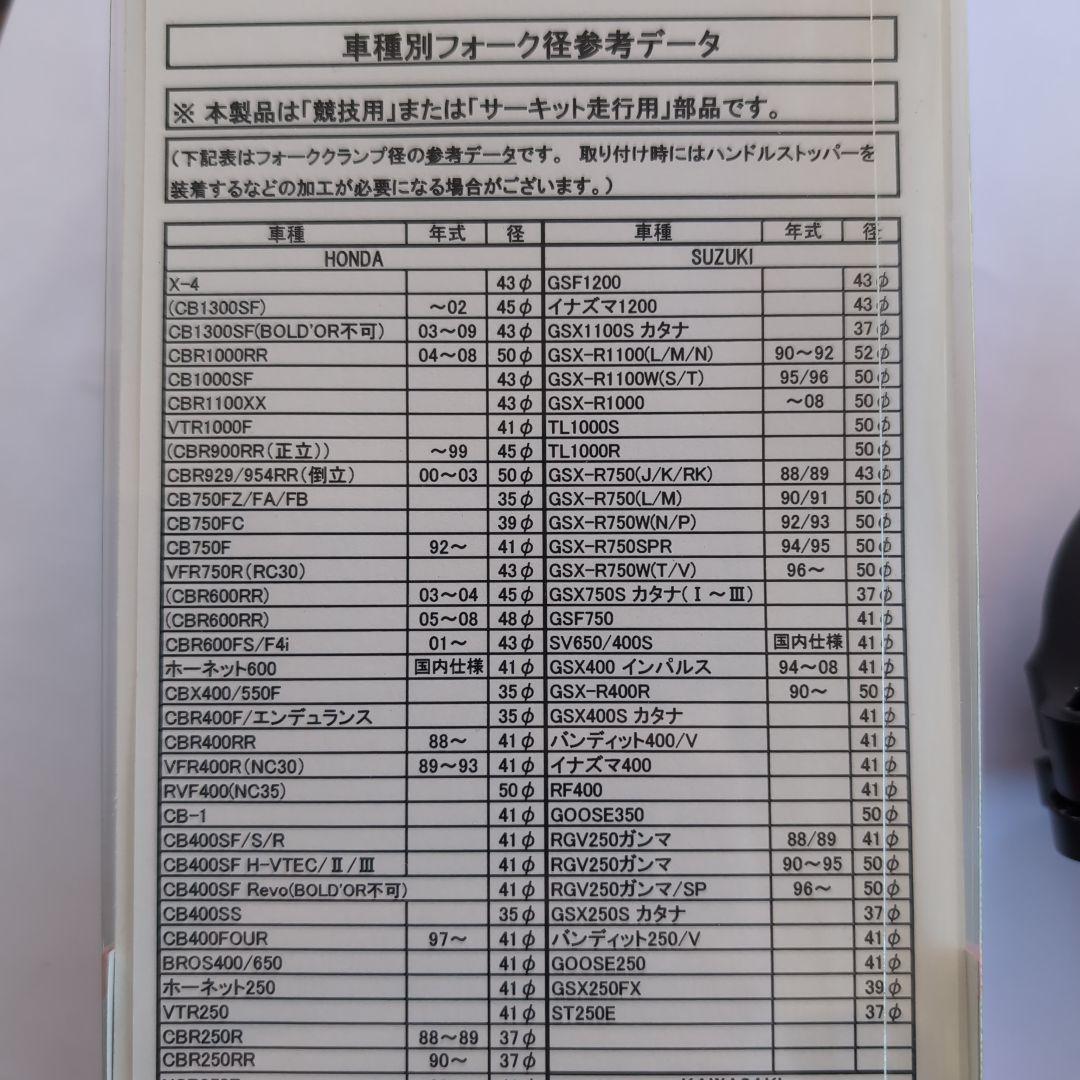 車種別フォーク径参考データ
※ 本製品は「競技用」または「サーキット走行用」部品です。
(下記表はフォーククランプ径の参考データです。 取り付け時にはハンドルストッパーを
装着するなどの加工が必要になる場合がございます。)
車種 年式 径 車種 年式 径
HONDA SUZUKI
X-4 43φ GSF1200 43φ
(CB1300SF) ～02 45φ イナズマ1200 43φ
CB1300SF(BOLD'OR不可) 03～09 43φ GSX1100S カタナ 37φ
CBR1000RR 04～08 50φ GSX-R1100(L/M/N) 90～92 52φ
CB1000SF 43φ GSX-R1100W(S/T) 95/96 50φ
CBR1100XX 43φ GSX-R1000 ～08 50φ
VTR1000F 41φ TL1000S 50φ
(CBR900RR(正立)) ～99 45φ TL1000R 50φ
CBR929/954RR(倒立) 00～03 50φ GSX-R750(J/K/RK) 88/89 43φ
CB750FZ/FA/FB 35φ GSX-R750(L/M) 90/91 50φ
CB750FC 39φ GSX-R750W(N/P) 92/93 50φ
CB750F 92～ 41φ GSX-R750SPR 94/95 50φ
VFR750R(RC30) 43φ GSX-R750W(T/V) 96～ 50φ
(CBR600RR) 03～04 45φ GSX750S カタナ(Ⅰ～Ⅲ) 37φ
(CBR600RR) 05～08 48φ GSF750 41φ
CBR600FS/F4i 01～ 43φ SV650/400S 国内仕様 41φ
ホーネット600 国内仕様 41φ GSX400 インパルス 94～08 41φ
CBX400/550F 35φ GSX-R400R 90～ 50φ
CBR400F/エンデュランス 35φ GSX400S カタナ 41φ
CBR400RR 88～ 41φ バンディット400/V 41φ
VFR400R(NC30) 89～93 41φ イナズマ400 41φ
RVF400(NC35) 50φ RF400 41φ
CB-1 41φ GOOSE350 50φ
CB400SF/S/R 41φ RGV250ガンマ 88/89 41φ
CB400SF H-VTEC/Ⅱ/Ⅲ 41φ RGV250ガンマ 90～95 50φ
CB400SF Revo(BOLD'OR不可) 41φ RGV250ガンマ/SP 96～ 50φ
CB400SS 35φ GSX250S カタナ 37φ
CB400FOUR 97～ 41φ バンディット250/V 41φ
BROS400/650 41φ GOOSE250 41φ
ホーネット250 41φ GSX250FX 39φ
VTR250 41φ ST250E 37φ
CBR250R 88～89 37φ
CBR250RR 90～ 37φ